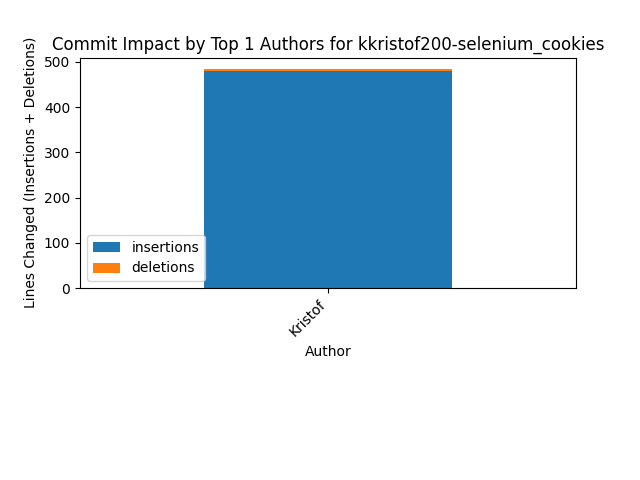 Commit Impact by Top 1 Authors for kkristof200-selenium_cookies
Lines Changed (Insertions + Deletions)
500
400
300
200
100
0
insertions
deletions
Kristof
Author